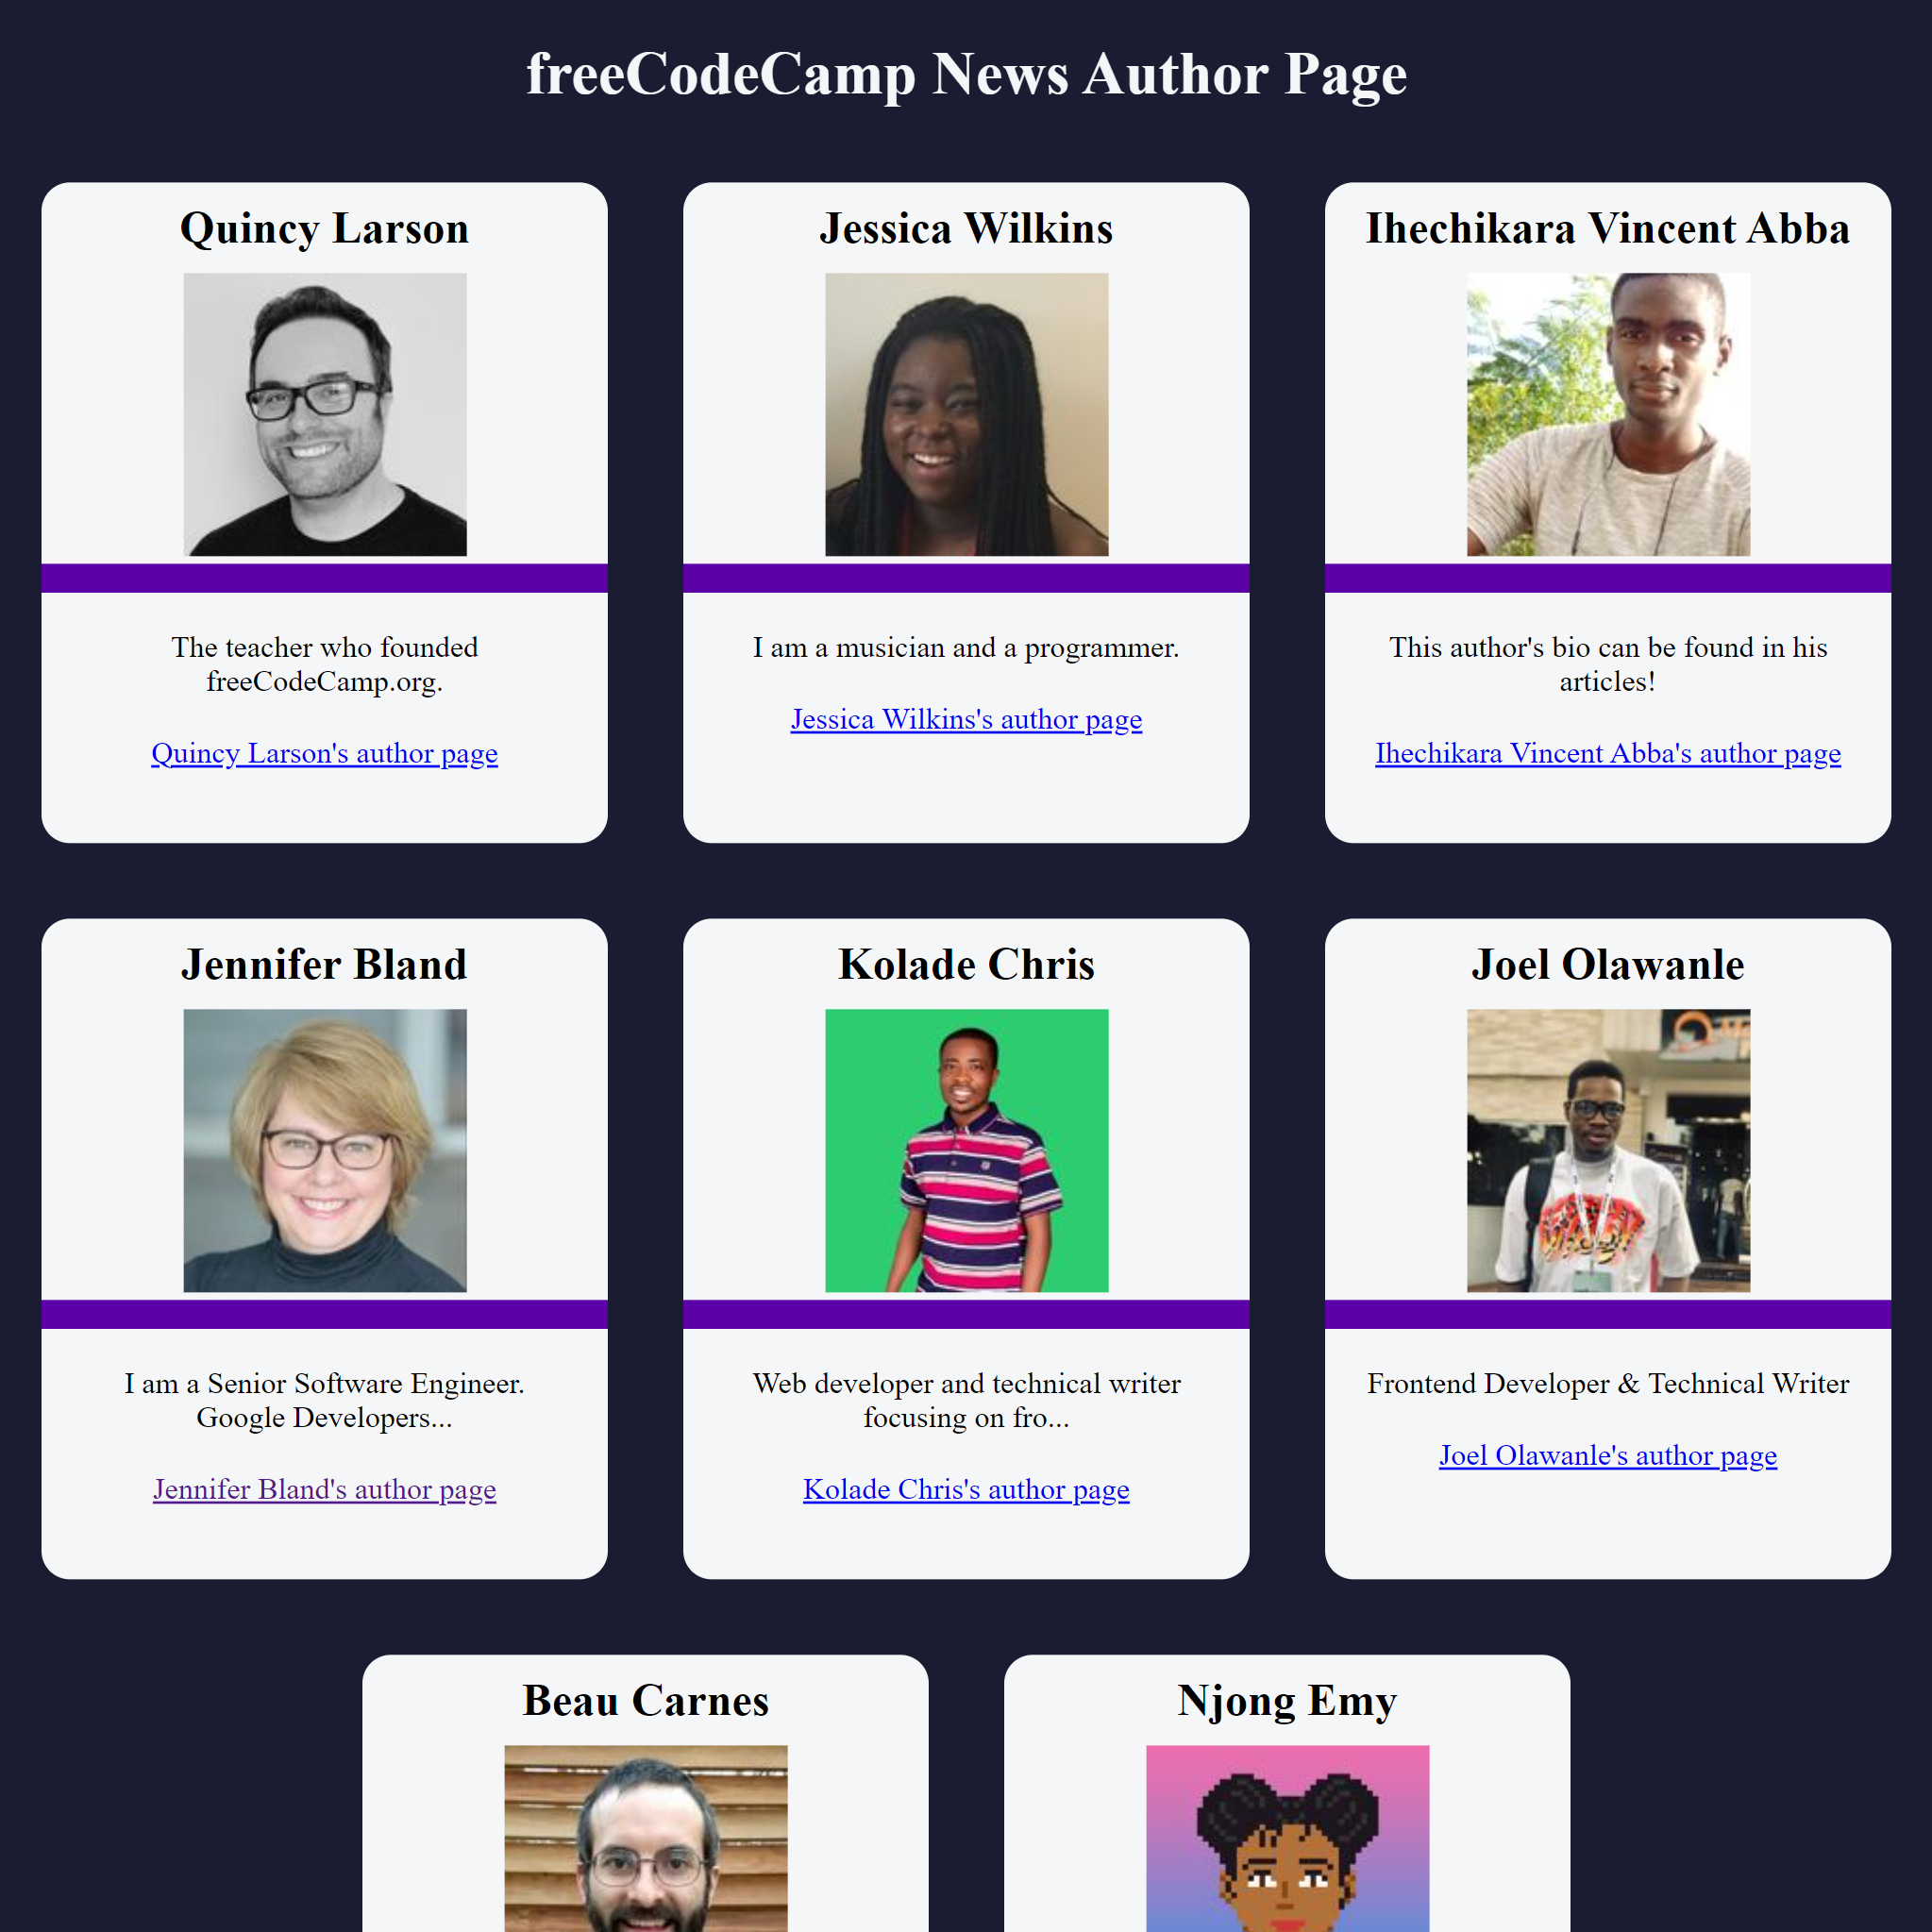 freeCodeCamp News Author Page
Quincy Larson
The teacher who founded
freeCodeCamp.org.
Quincy Larson's author page
Jessica Wilkins
I am a musician and a programmer.
Jessica Wilkins's author page
Ihechikara Vincent Abba
This author's bio can be found in his
articles!
Ihechikara Vincent Abba's author page
Jennifer Bland
I am a Senior Software Engineer.
Google Developers...
Jennifer Bland's author page
Kolade Chris
Web developer and technical writer
focusing on fro...
Kolade Chris's author page
Joel Olawanle
Frontend Developer & Technical Writer
Joel Olawanle's author page
Beau Carnes
Njong Emy